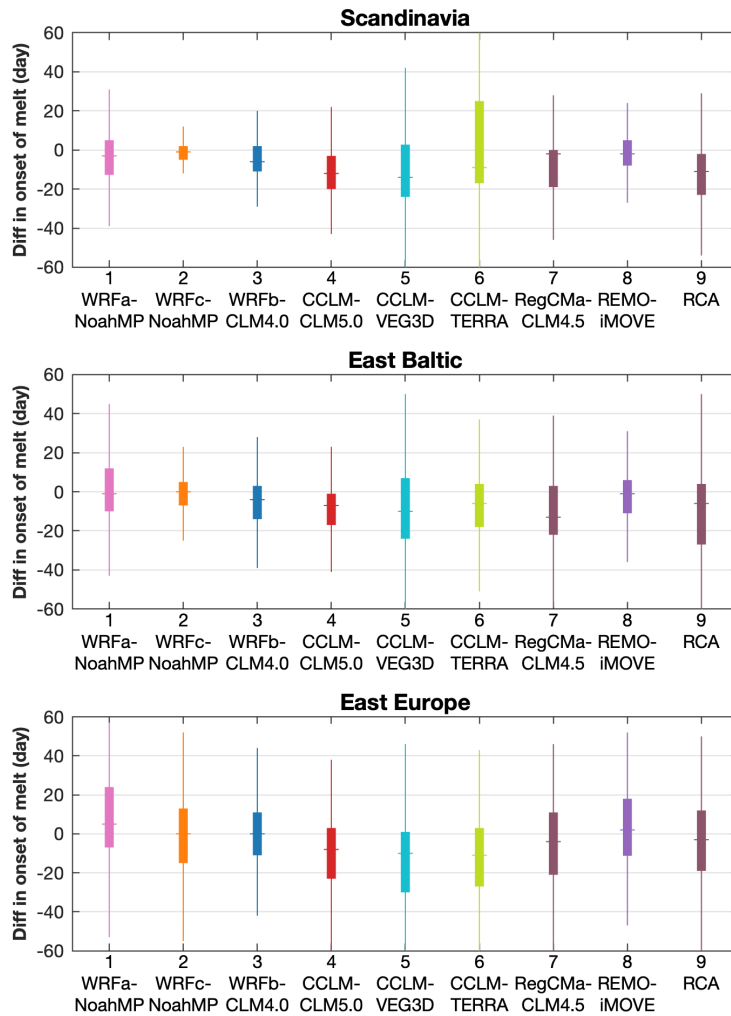 Scandinavia
Diff in onset of melt (day)
60
40
20
0
-20
-40
-60
1 2 3 4 5 6 7 8 9
WRFa- WRFc- WRFb- CCLM- CCLM- CCLM- RegCMa- REMO- RCA
NoahMP NoahMP CLM4.0 CLM5.0 VEG3D TERRA CLM4.5 iMOVE
East Baltic
Diff in onset of melt (day)
60
40
20
0
-20
-40
-60
1 2 3 4 5 6 7 8 9
WRFa- WRFc- WRFb- CCLM- CCLM- CCLM- RegCMa- REMO- RCA
NoahMP NoahMP CLM4.0 CLM5.0 VEG3D TERRA CLM4.5 iMOVE
East Europe
Diff in onset of melt (day)
60
40
20
0
-20
-40
-60
1 2 3 4 5 6 7 8 9
WRFa- WRFc- WRFb- CCLM- CCLM- CCLM- RegCMa- REMO- RCA
NoahMP NoahMP CLM4.0 CLM5.0 VEG3D TERRA CLM4.5 iMOVE